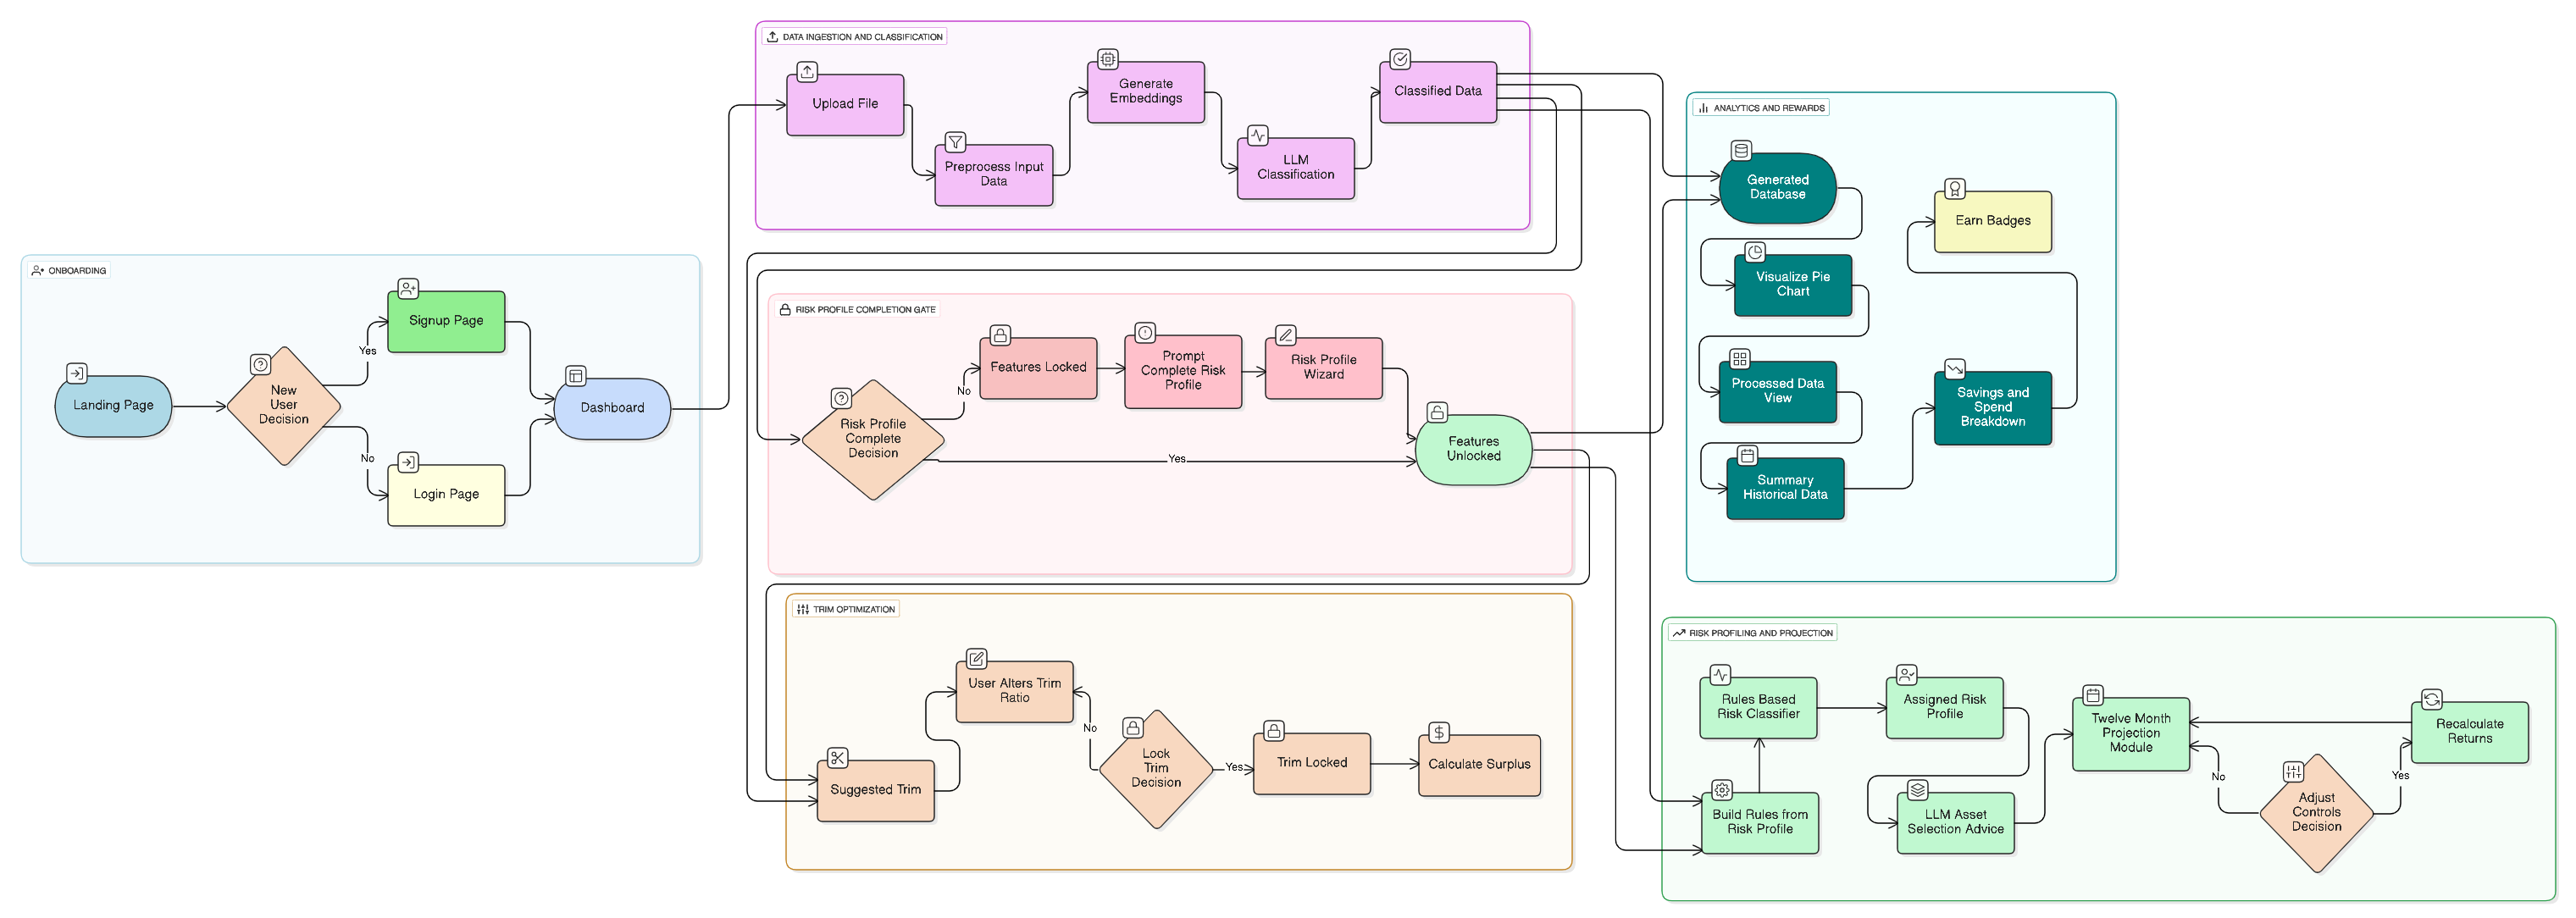 DATA INGESTION AND CLASSIFICATION
Upload File
Preprocess Input
Data
Generate
Embeddings
LLM
Classification
Classified Data
ONBOARDING
Landing Page
New
User
Decision
Yes
No
Signup Page
Login Page
Dashboard
RISK PROFILE COMPLETION GATE
Risk Profile
Complete
Decision
No
Yes
Features Locked
Prompt
Complete Risk
Profile
Risk Profile
Wizard
Features
Unlocked
ANALYTICS AND REWARDS
Generated
Database
Visualize Pie
Chart
Processed Data
View
Summary
Historical Data
Savings and
Spend
Breakdown
Earn Badges
TRIM OPTIMIZATION
Suggested Trim
User Alters Trim
Ratio
No
Lock
Trim
Decision
Yes
Trim Locked
Calculate Surplus
RISK PROFILING AND PROJECTION
Rules Based
Risk Classifier
Build Rules from
Risk Profile
Assigned Risk
Profile
LLM Asset
Selection Advice
Twelve Month
Projection
Module
No
Adjust
Controls
Decision
Yes
Recalculate
Returns